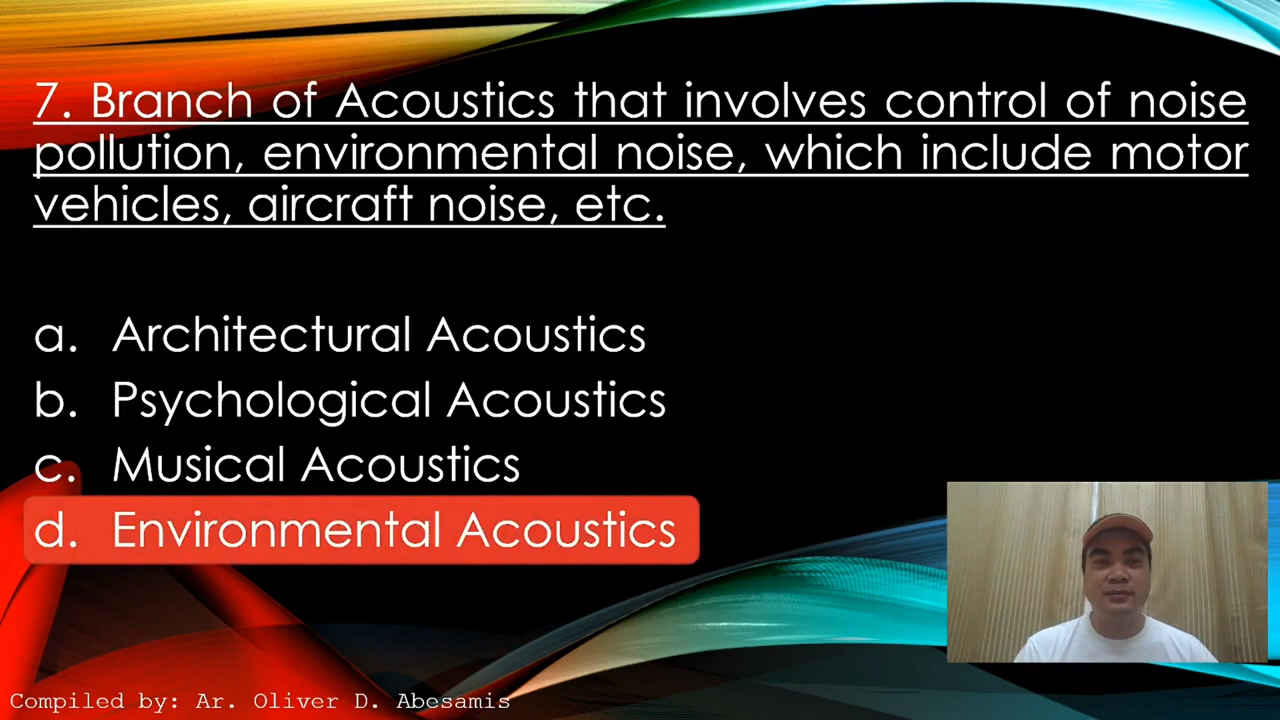 7. Branch of Acoustics that involves control of noise
pollution, environmental noise, which include motor
vehicles, aircraft noise, etc.
a. Architectural Acoustics
b. Psychological Acoustics
c. Musical Acoustics
d. Environmental Acoustics
Compiled by: Ar. Oliver D. Abesamis